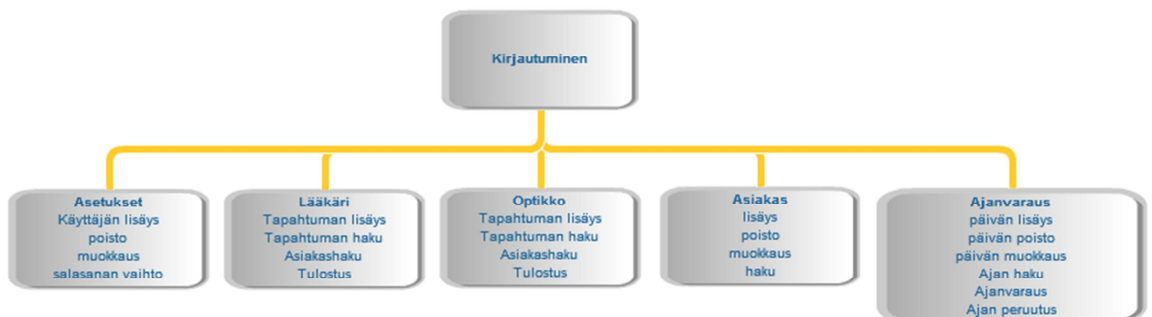 Kirjautuminen
Asetukset
Käyttäjän lisäys
poisto
muokkaus
salasanan vaihto
Lääkäri
Tapahtuman lisäys
Tapahtuman haku
Asiakashaku
Tulostus
Optikko
Tapahtuman lisäys
Tapahtuman haku
Asiakashaku
Tulostus
Asiakas
lisäys
poisto
muokkaus
haku
Ajanvaraus
päivän lisäys
päivän poisto
päivän muokkaus
Ajan haku
Ajanvaraus
Ajan peruutus